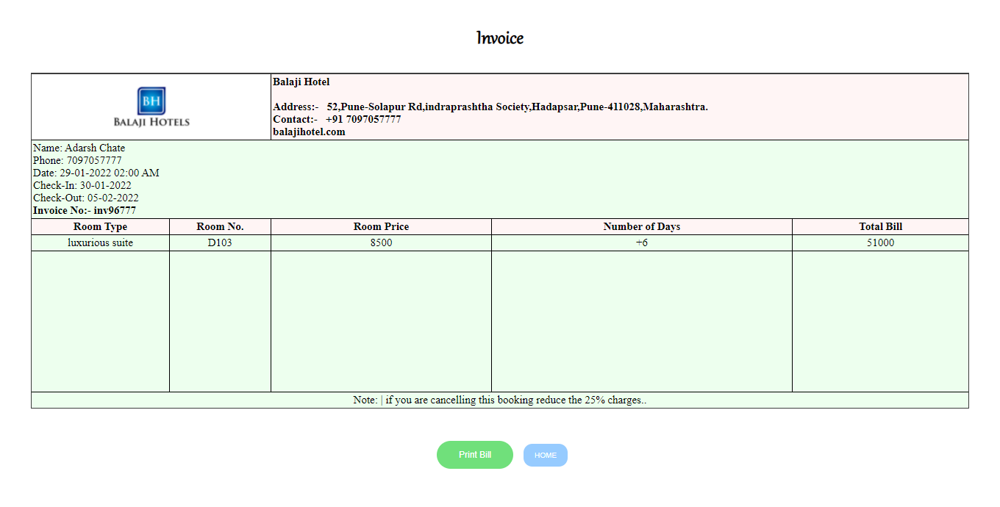 Invoice
BH
BALAJI HOTELS
Balaji Hotel
Address:- 52,Pune-Solapur Rd,indraprashtha Society,Hadapsar,Pune-411028,Maharashtra.
Contact:- +91 7097057777
balajihotel.com
Name: Adarsh Chate
Phone: 7097057777
Date: 29-01-2022 02:00 AM
Check-In: 30-01-2022
Check-Out: 05-02-2022
Invoice No:- inv96777
Room Type Room No. Room Price Number of Days Total Bill
luxurious suite D103 8500 +6 51000
Note: | if you are cancelling this booking reduce the 25% charges..
Print Bill HOME